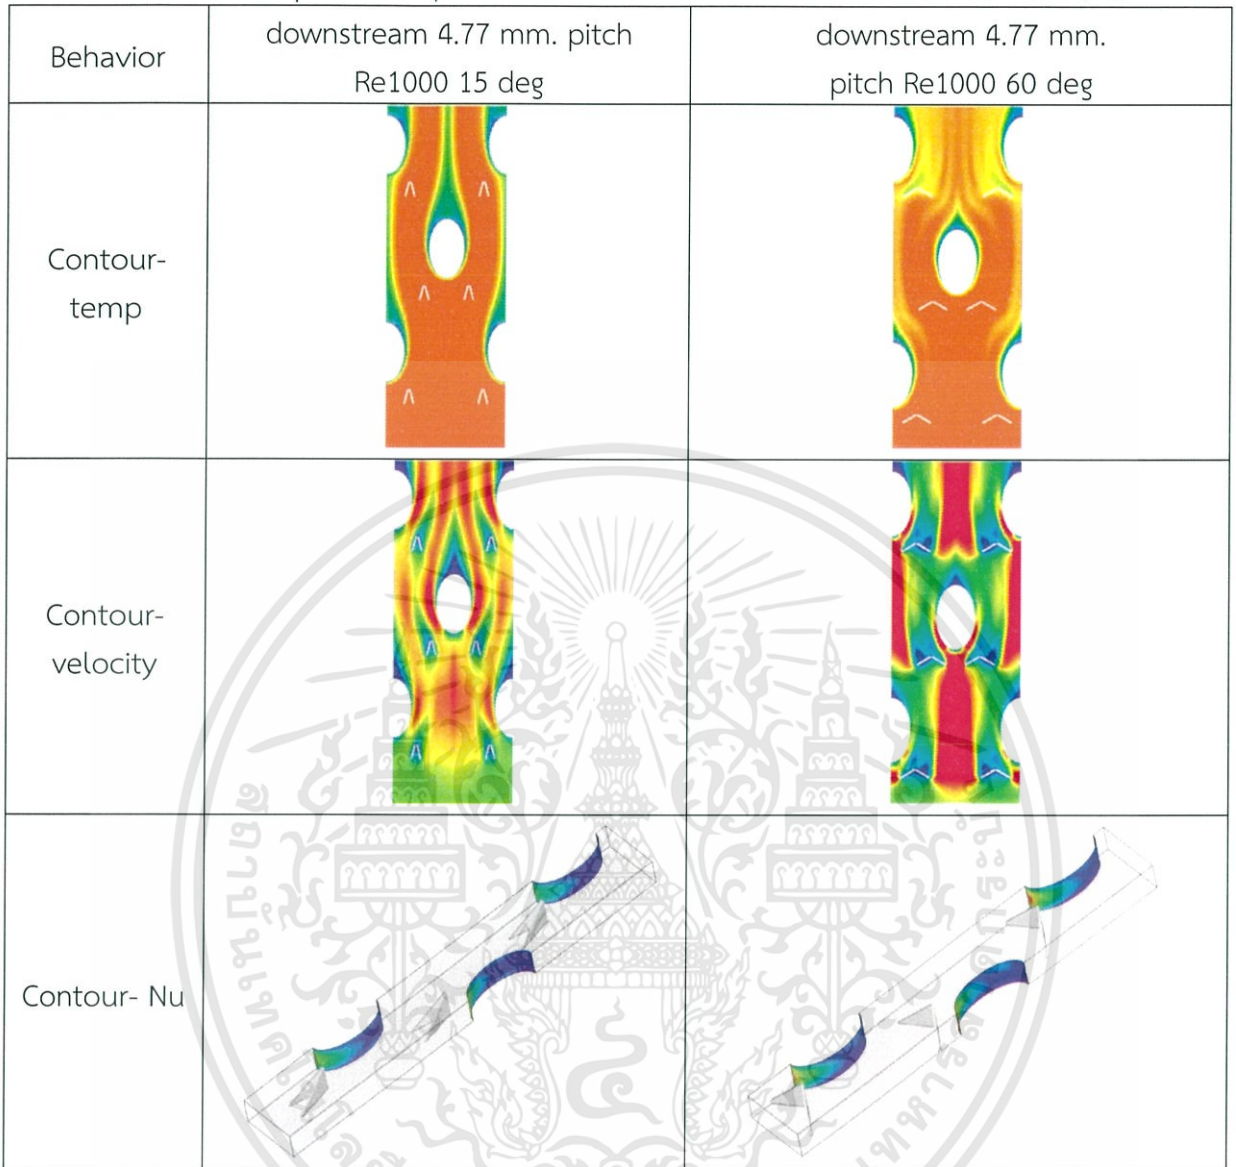 Behavior
downstream 4.77 mm. pitch
Re1000 15 deg
downstream 4.77 mm.
pitch Re1000 60 deg
Contour-
temp
Contour-
velocity
Contour- Nu